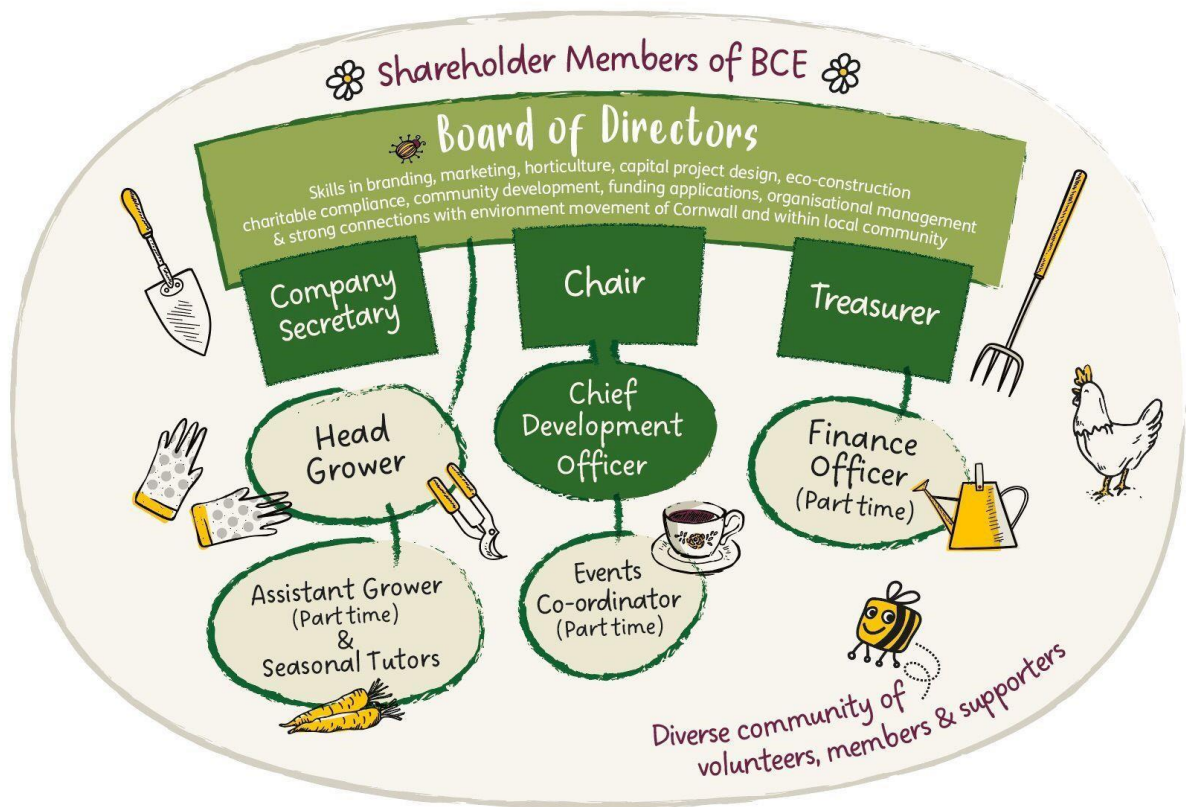 Shareholder Members of BCE
Board of Directors
Skills in branding, marketing, horticulture, capital project design, eco-construction
charitable compliance, community development, funding applications, organisational management
& strong connections with environment movement of Cornwall and within local community
Company
Secretary
Chair
Treasurer
Head
Grower
Chief
Development
Officer
Finance
Officer
(Part time)
Assistant Grower
(Part time)
&
Seasonal Tutors
Events
Co-ordinator
(Part time)
Diverse community of
volunteers, members & supporters